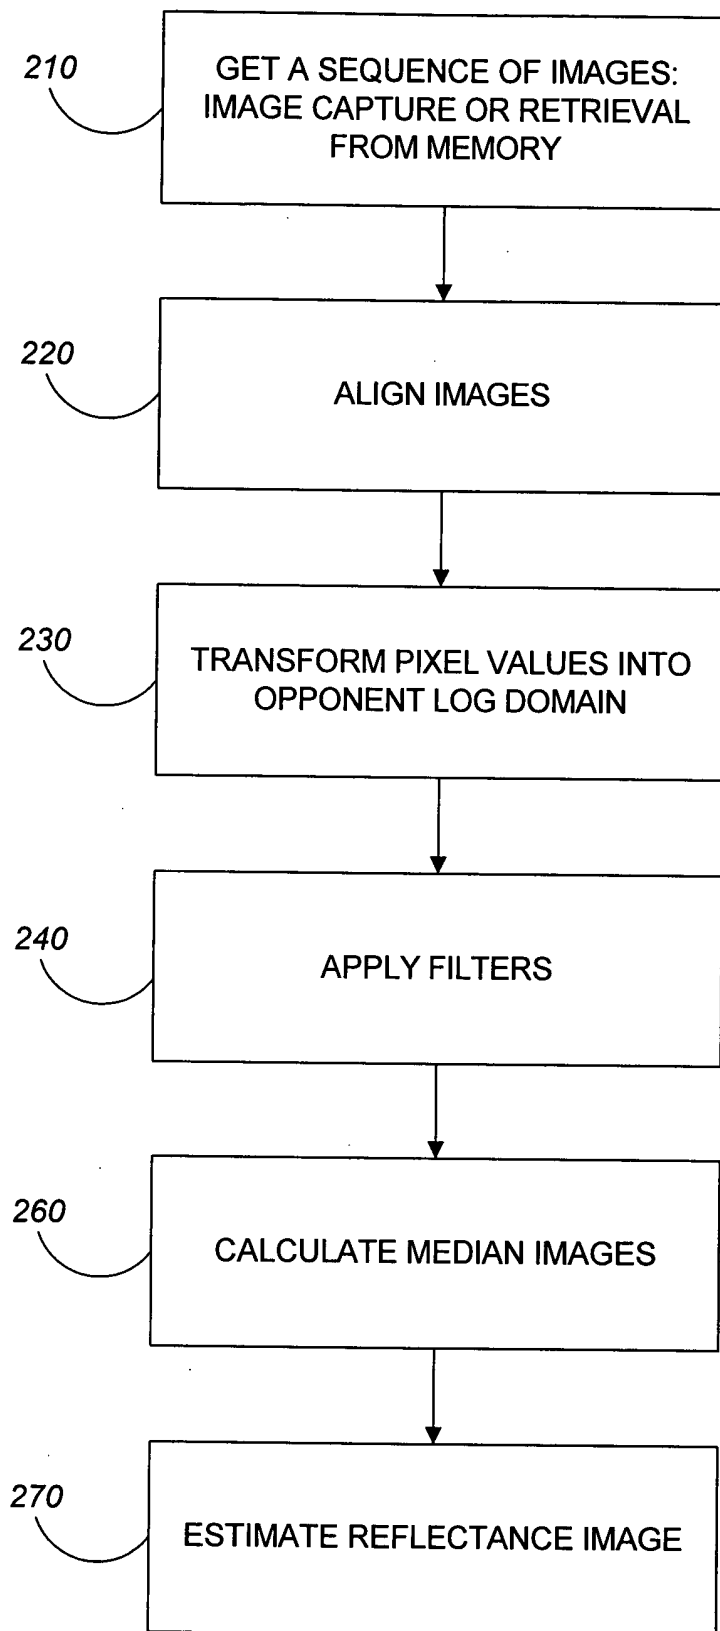 210
GET A SEQUENCE OF IMAGES:
IMAGE CAPTURE OR RETRIEVAL
FROM MEMORY
220
ALIGN IMAGES
230
TRANSFORM PIXEL VALUES INTO
OPPONENT LOG DOMAIN
240
APPLY FILTERS
260
CALCULATE MEDIAN IMAGES
270
ESTIMATE REFLECTANCE IMAGE